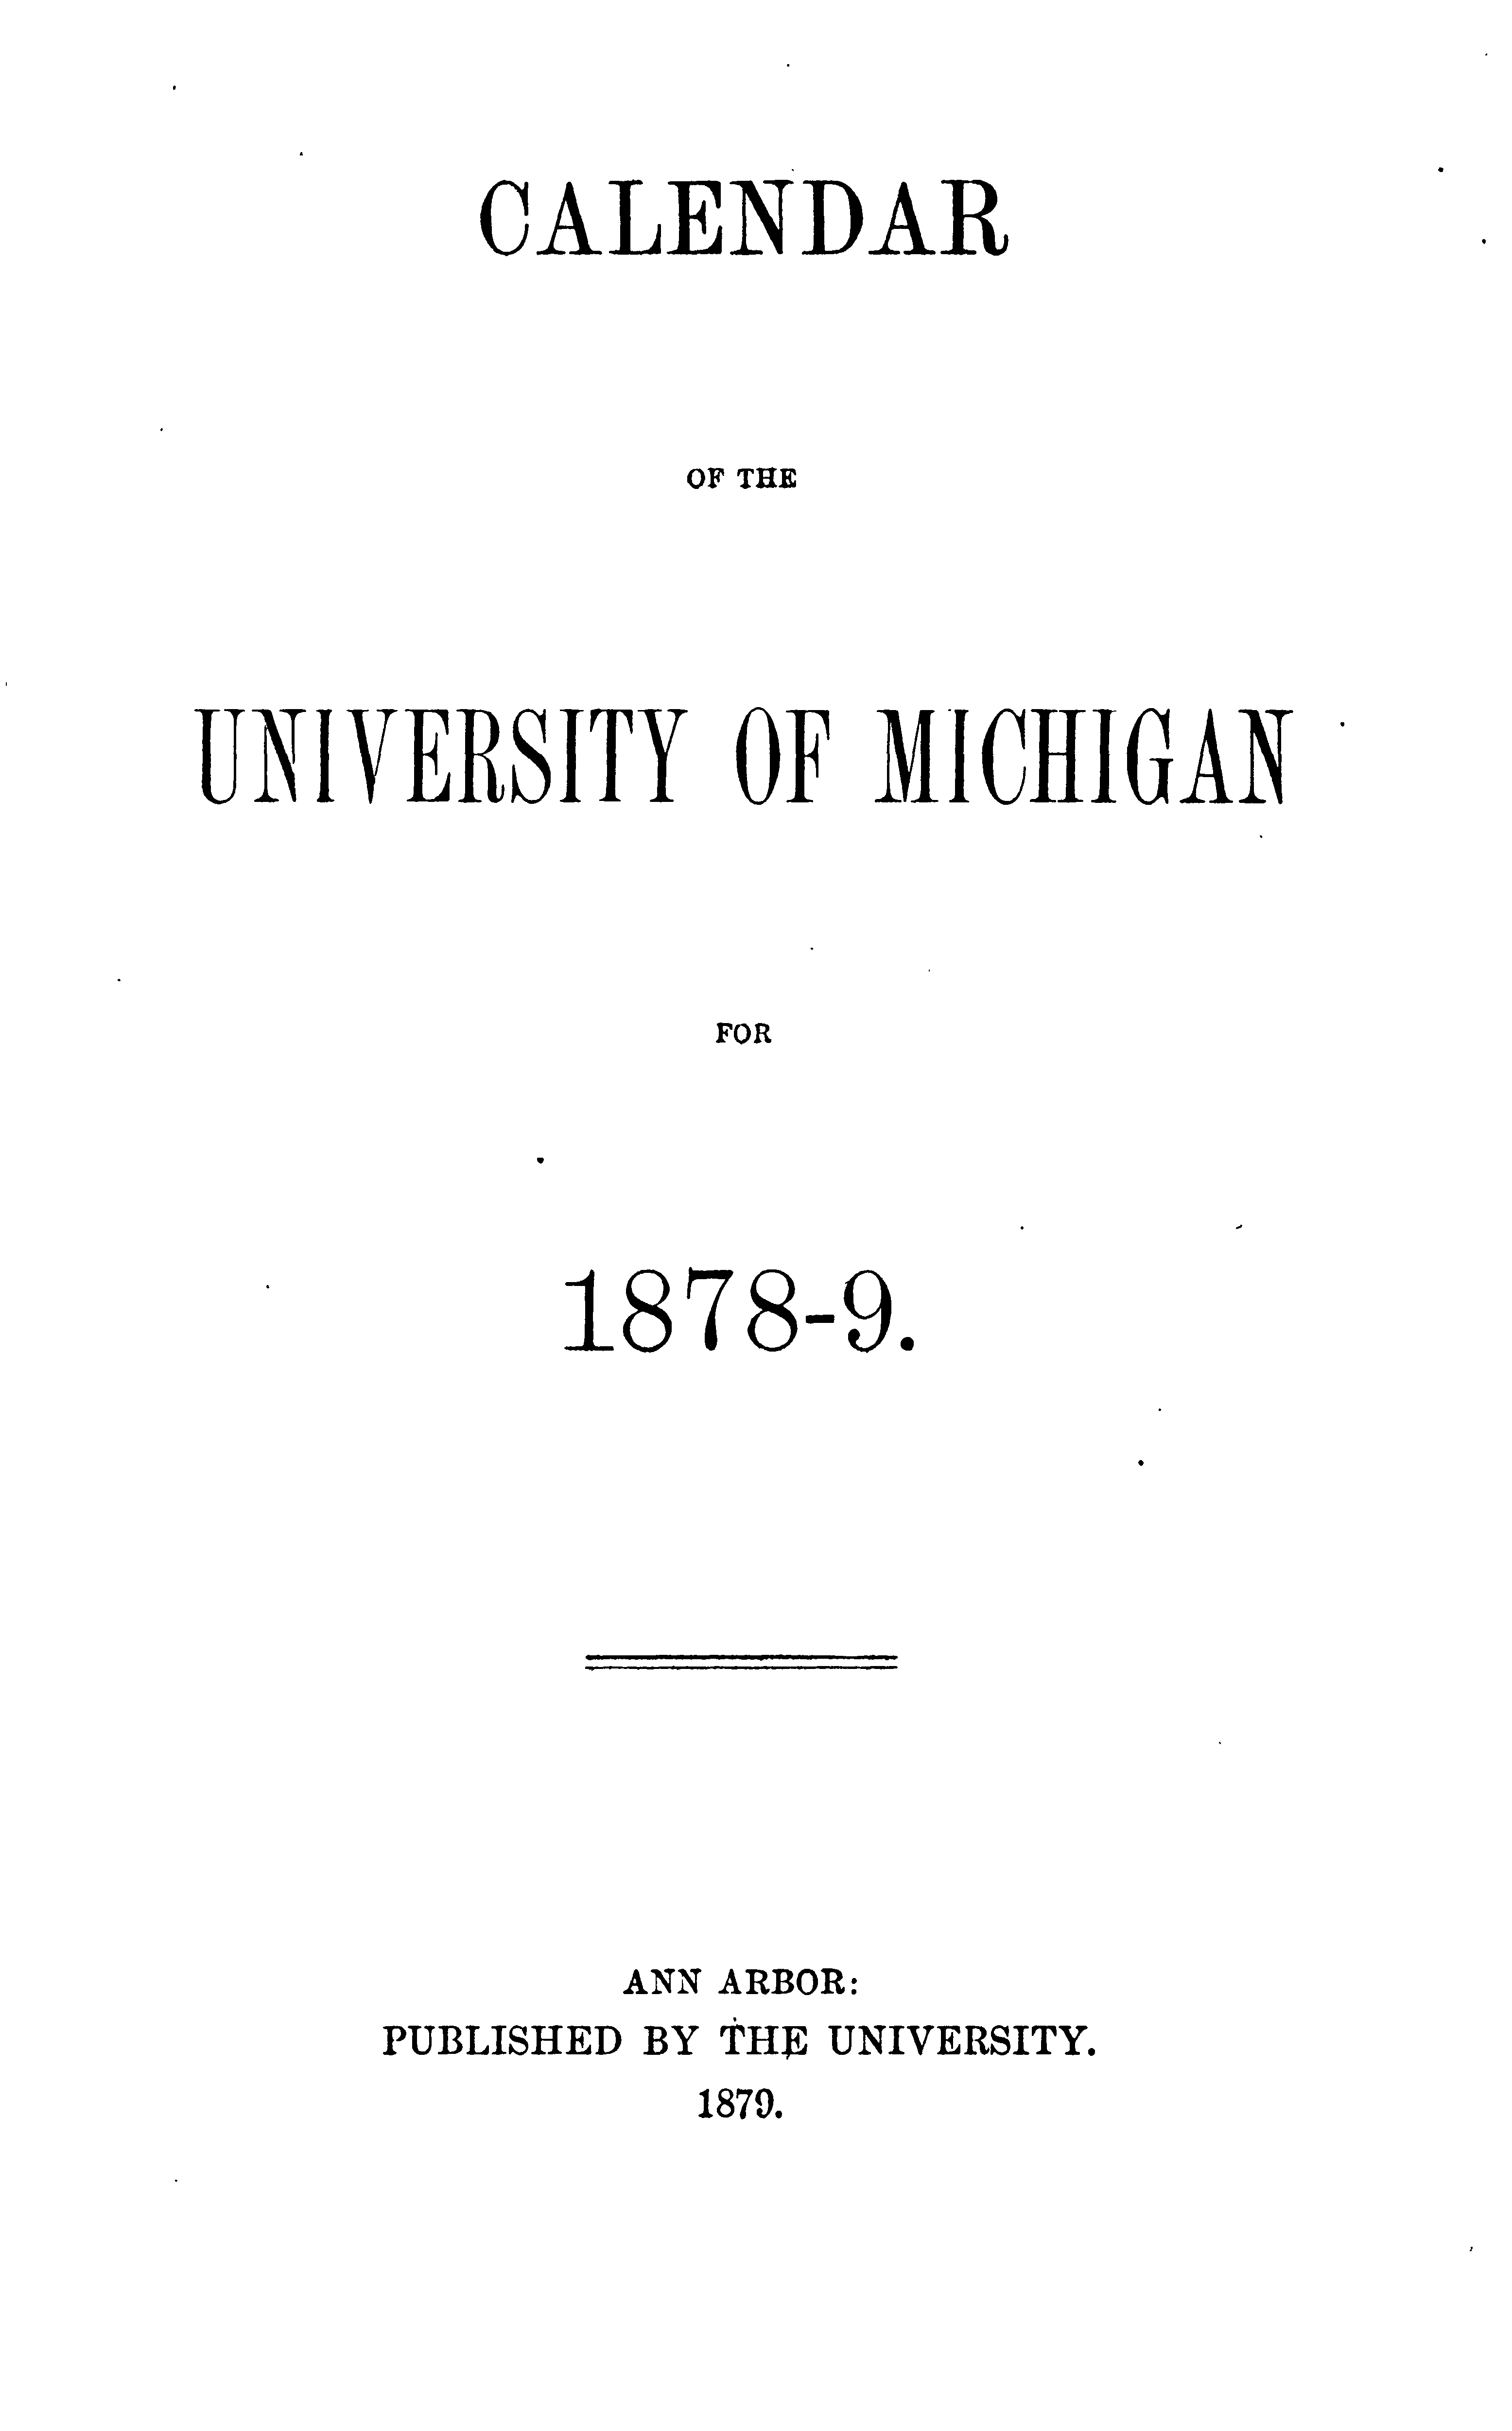 CALENDAR
OF THE
UNIVERSITY OF MICHIGAN
FOR
1878-9.
ANN ARBOR:
PUBLISHED BY THE UNIVERSITY.
1879.